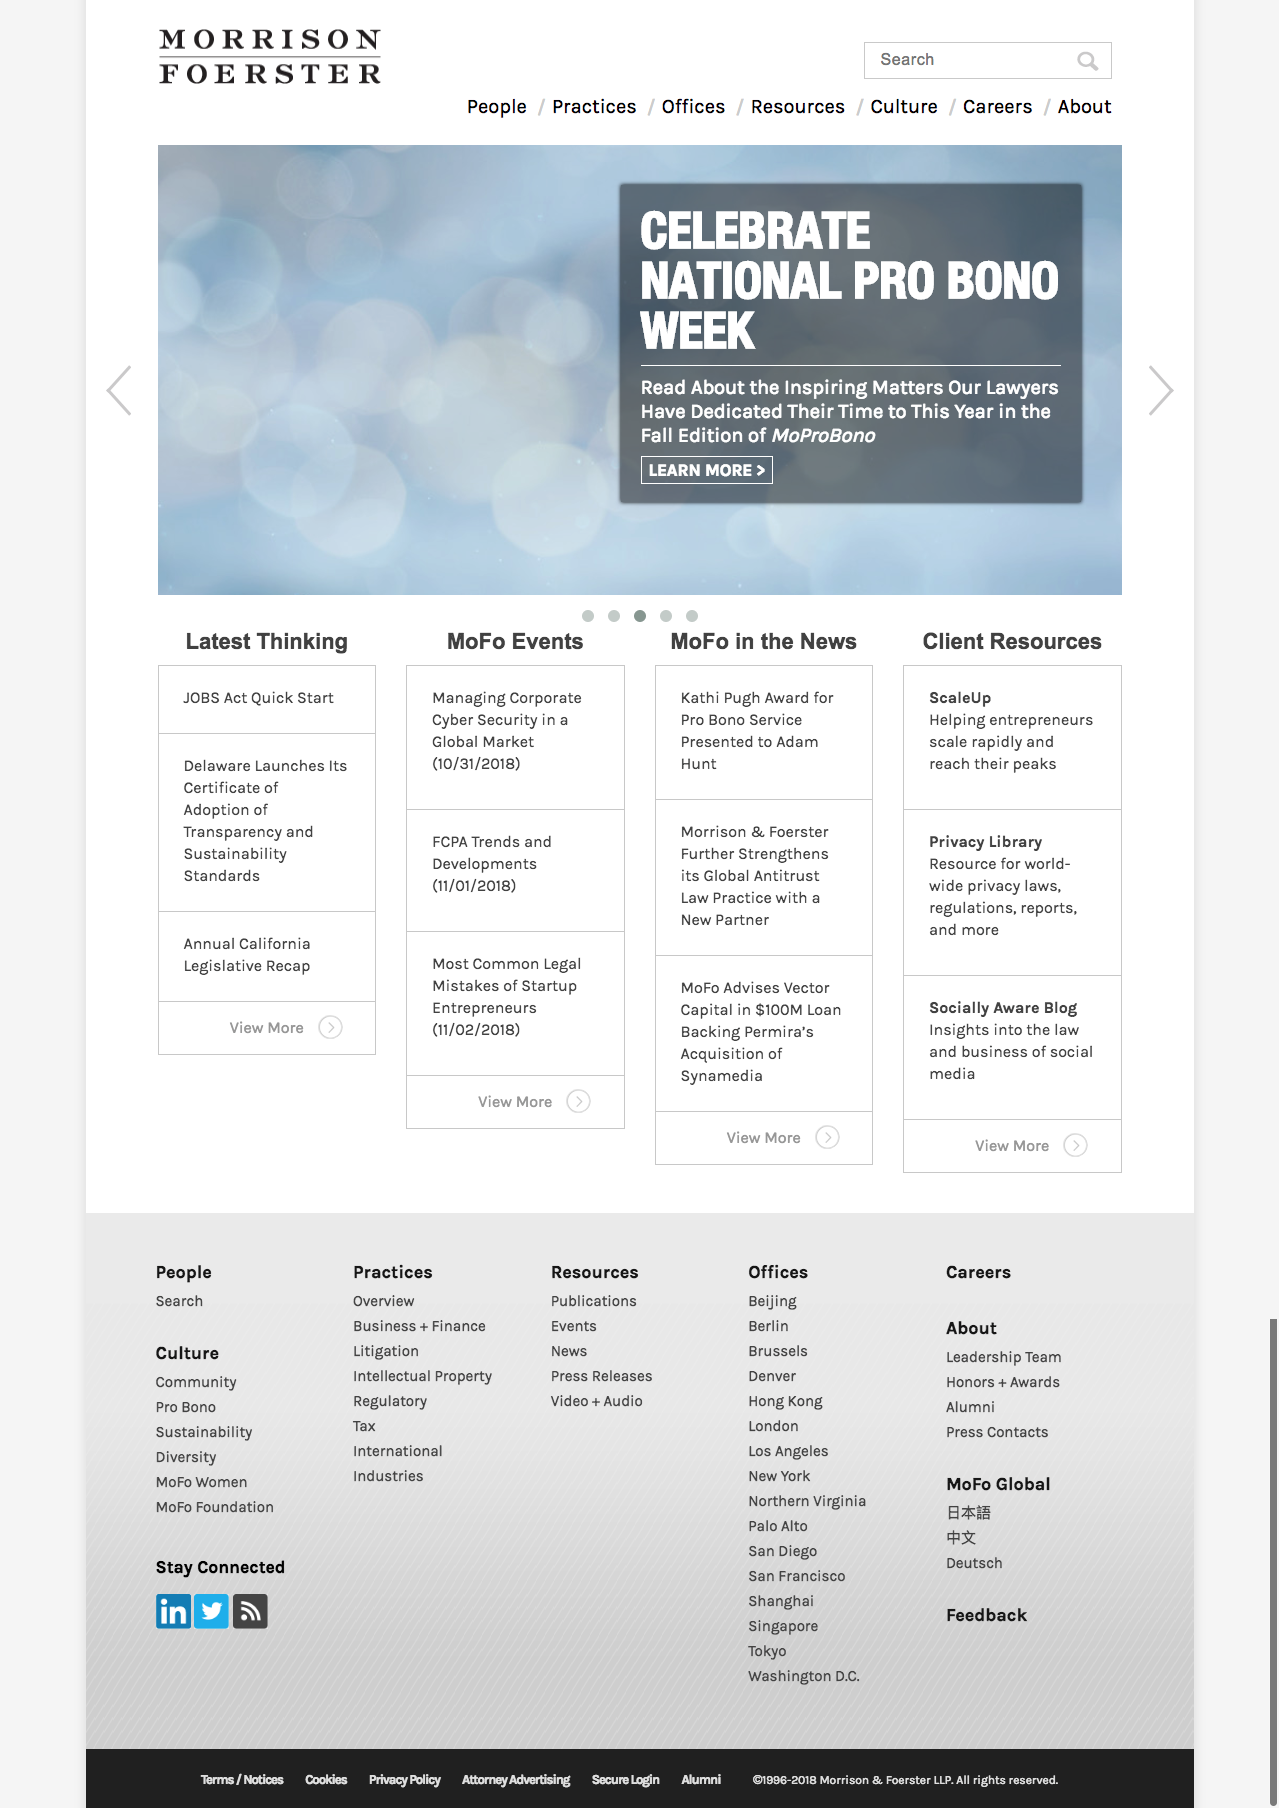 MORRISON
FOERSTER
Search
People / Practices / Offices / Resources / Culture / Careers / About
CELEBRATE
NATIONAL PRO BONO
WEEK
Read About the Inspiring Matters Our Lawyers
Have Dedicated Their Time to This Year in the
Fall Edition of MoProBono
LEARN MORE >
Latest Thinking
JOBS Act Quick Start
Delaware Launches Its
Certificate of
Adoption of
Transparency and
Sustainability
Standards
Annual California
Legislative Recap
View More
MoFo Events
Managing Corporate
Cyber Security in a
Global Market
(10/31/2018)
FCPA Trends and
Developments
(11/01/2018)
Most Common Legal
Mistakes of Startup
Entrepreneurs
(11/02/2018)
View More
MoFo in the News
Kathi Pugh Award for
Pro Bono Service
Presented to Adam
Hunt
Morrison & Foerster
Further Strengthens
its Global Antitrust
Law Practice with a
New Partner
MoFo Advises Vector
Capital in $100M Loan
Backing Permira's
Acquisition of
Synamedia
View More
Client Resources
ScaleUp
Helping entrepreneurs
scale rapidly and
reach their peaks
Privacy Library
Resource for world-
wide privacy laws,
regulations, reports,
and more
Socially Aware Blog
Insights into the law
and business of social
media
View More
People
Search
Culture
Community
Pro Bono
Sustainability
Diversity
MoFo Women
MoFo Foundation
Stay Connected
in
Practices
Overview
Business + Finance
Litigation
Intellectual Property
Regulatory
Tax
International
Industries
Resources
Publications
Events
News
Press Releases
Video + Audio
Offices
Beijing
Berlin
Brussels
Denver
Hong Kong
London
Los Angeles
New York
Northern Virginia
Palo Alto
San Diego
San Francisco
Shanghai
Singapore
Tokyo
Washington D.C.
Careers
About
Leadership Team
Honors + Awards
Alumni
Press Contacts
MoFo Global
日本語
中文
Deutsch
Feedback
Terms / Notices Cookies Privacy Policy Attorney Advertising Secure Login Alumni ©1996-2018 Morrison & Foerster LLP. All rights reserved.